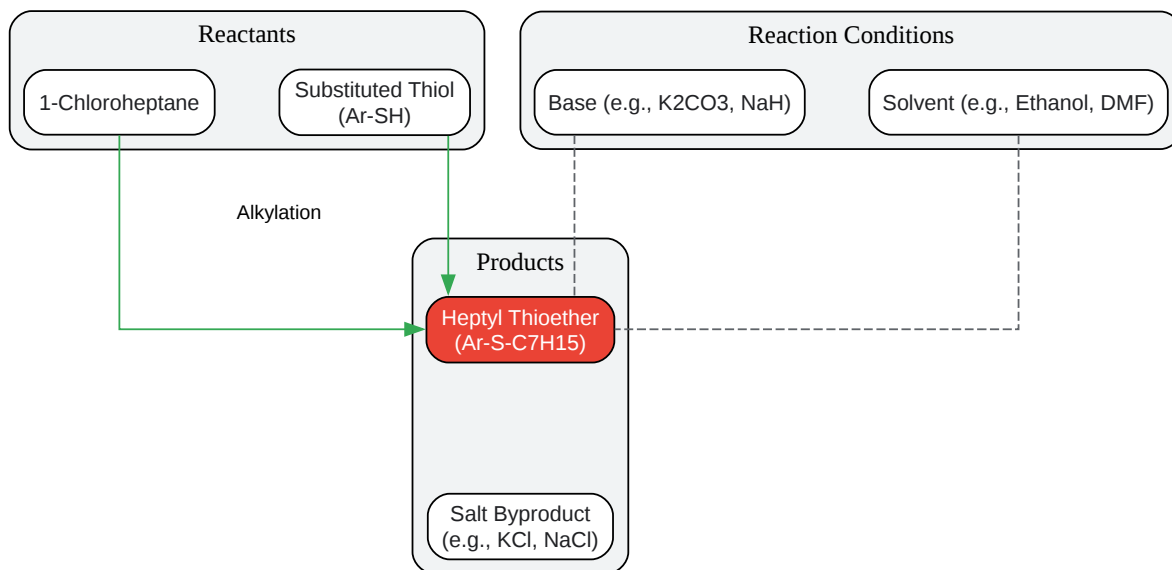 Reactants
1-Chloroheptane
Substituted Thiol
(Ar-SH)
Reaction Conditions
Base (e.g., K2CO3, NaH)
Solvent (e.g., Ethanol, DMF)
Alkylation
Products
Heptyl Thioether
(Ar-S-C7H15)
Salt Byproduct
(e.g., KCl, NaCl)